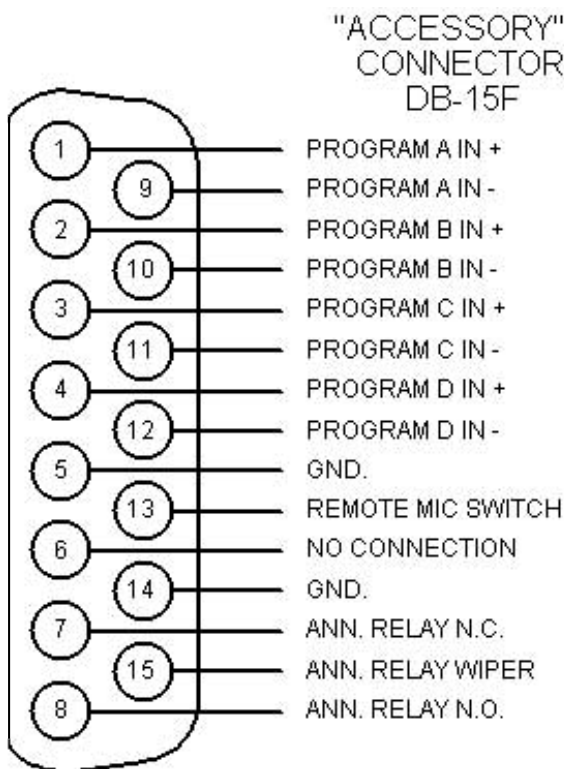 "ACCESSORY"
CONNECTOR
DB-15F
1 PROGRAM A IN +
9 PROGRAM A IN -
2 PROGRAM B IN +
10 PROGRAM B IN -
3 PROGRAM C IN +
11 PROGRAM C IN -
4 PROGRAM D IN +
12 PROGRAM D IN -
5 GND.
13 REMOTE MIC SWITCH
6 NO CONNECTION
14 GND.
7 ANN. RELAY N.C.
15 ANN. RELAY WIPER
8 ANN. RELAY N.O.